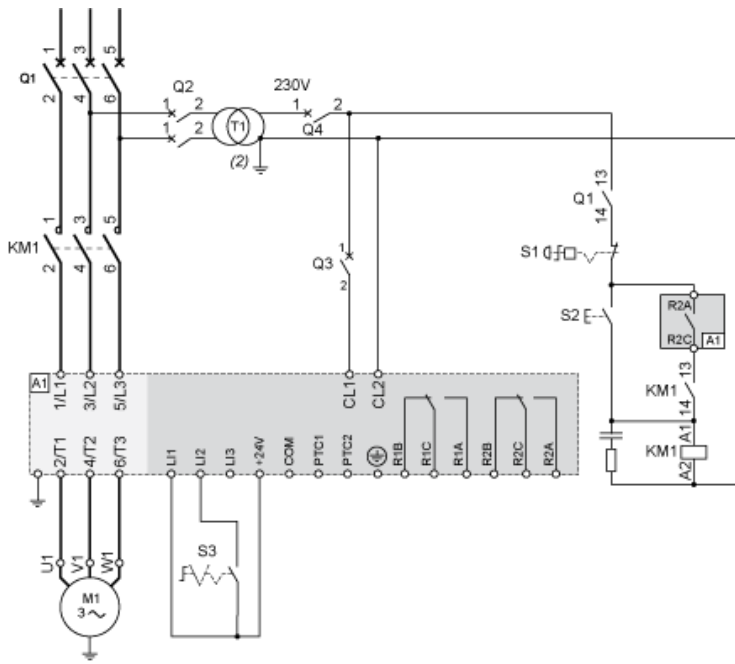 1 3 5
Q1
2 4 6
Q2
1 2
1 2
T1
(2)
230V
1 2
Q4
1 3 5
KM1
2 4 6
Q3
1
2
Q1
13
14
S1
S2
R2A
R2C
A1
13
KM1
14
A1
KM1
A2
A1
1/L1 3/L2 5/L3
CL1 CL2
2/T1 4/T2 6/T3
LI1 LI2 LI3 +24V COM PTC1 PTC2 R1B R1C R1A R2B R2C R2A
S3
U1 V1 W1
M1
3